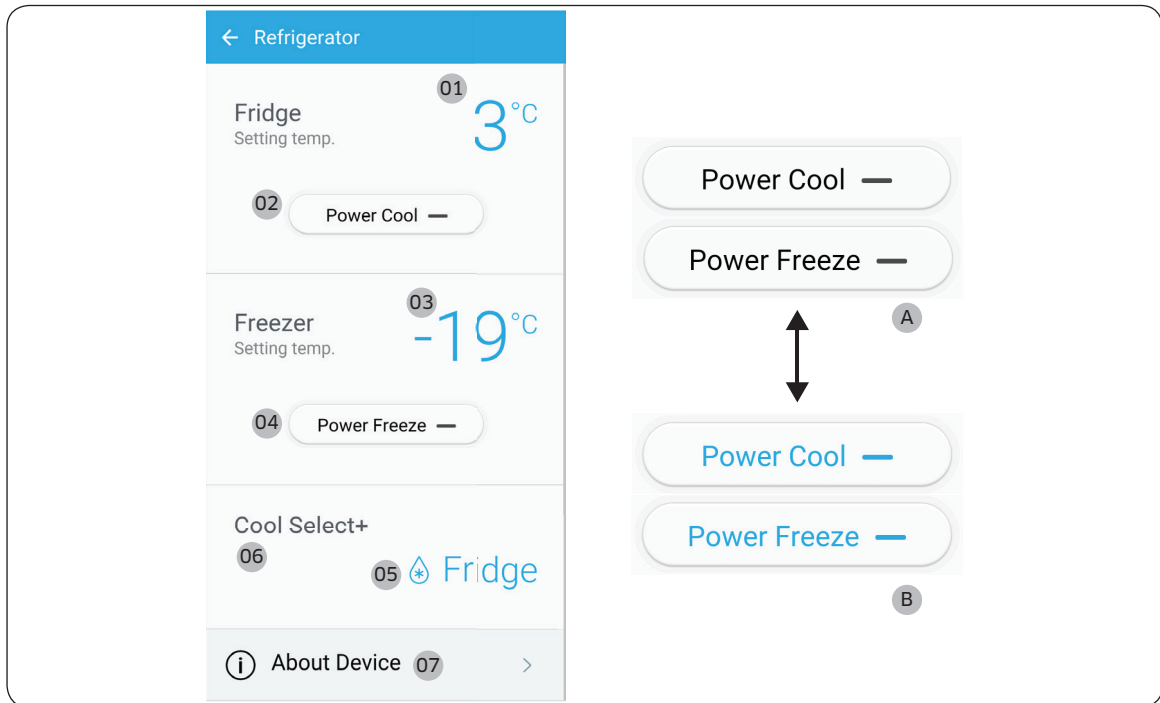 Refrigerator
01
Fridge
3°C
Setting temp.
02
Power Cool
03
Freezer
-19°C
Setting temp.
04
Power Freeze
Cool Select+
06
05
Fridge
About Device
07
Power Cool
Power Freeze
A
Power Cool
Power Freeze
B